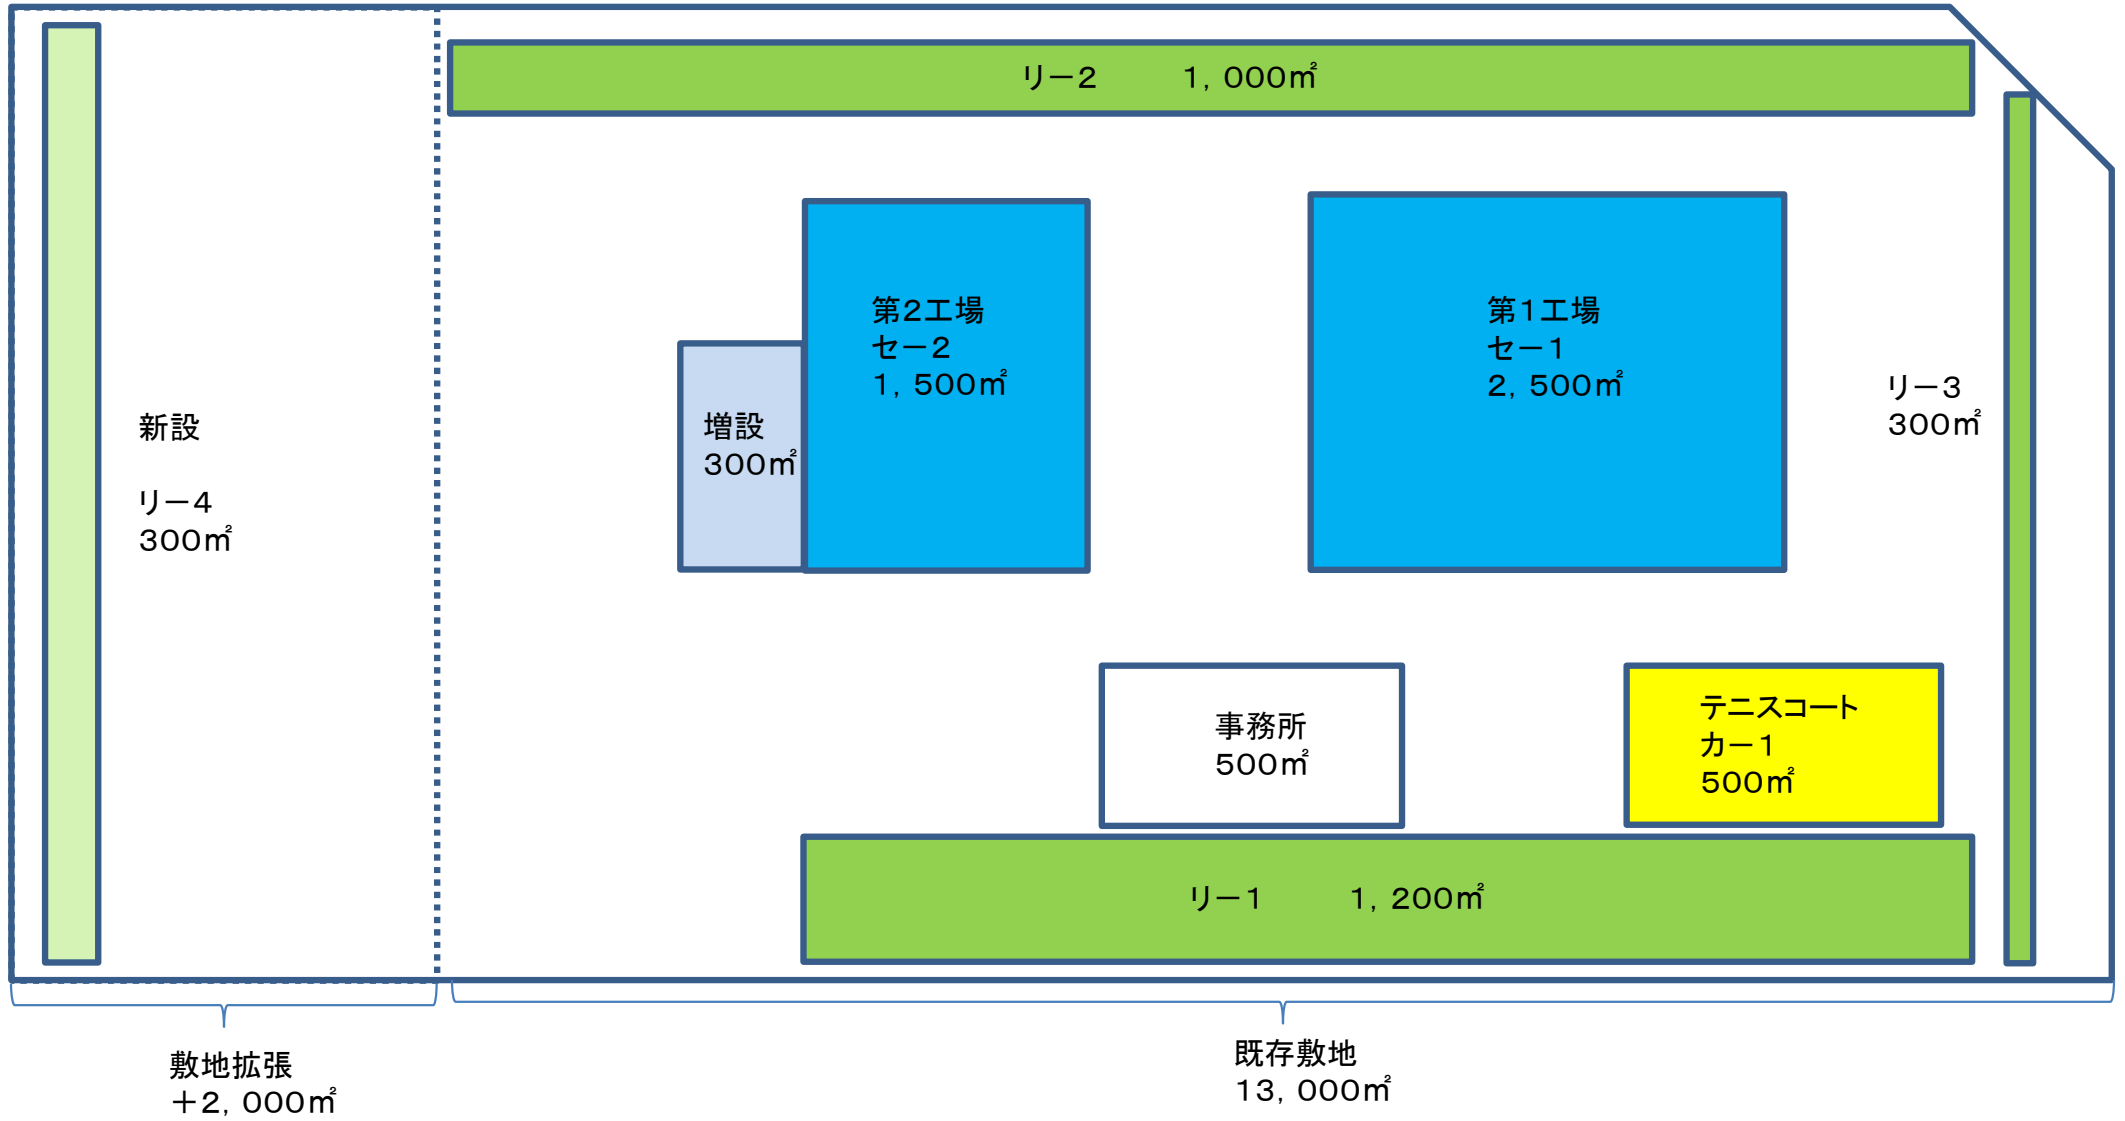 リー2　1,000㎡
第2工場
セー2
1,500㎡
第1工場
セー1
2,500㎡
リー3
300㎡
増設
300㎡
新設
リー4
300㎡
事務所
500㎡
テニスコート
カー1
500㎡
リー1　1,200㎡
敷地拡張
+2,000㎡
既存敷地
13,000㎡